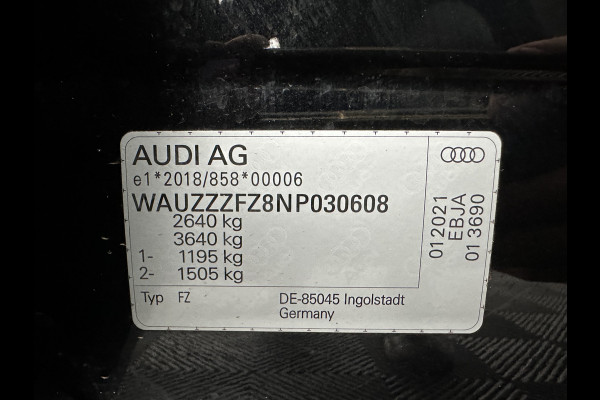 AUDI AG
e1*2018/858*00006
WAUZZZFZ8NP030608
2640 kg
3640 kg
1- 1195 kg
2- 1505 kg
Typ FZ
DE-85045 Ingolstadt
Germany
012021
EBJA
013690